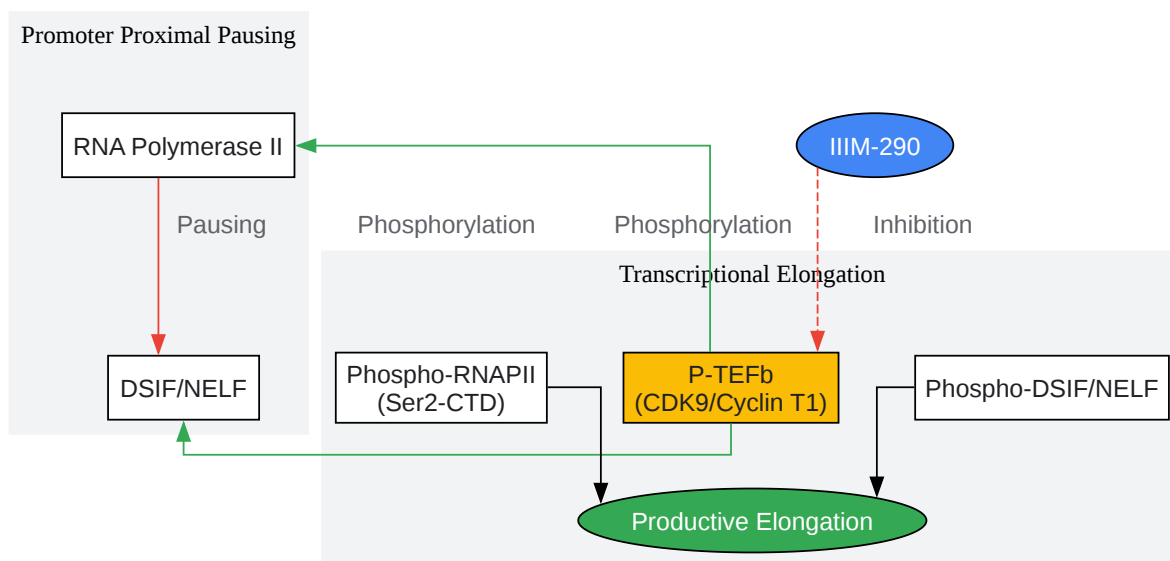 Promoter Proximal Pausing
RNA Polymerase II
IIIM-290
Pausing
Phosphorylation
Phosphorylation
Inhibition
Transcriptional Elongation
DSIF/NELF
Phospho-RNAPII
(Ser2-CTD)
P-TEFb
(CDK9/Cyclin T1)
Phospho-DSIF/NELF
Productive Elongation